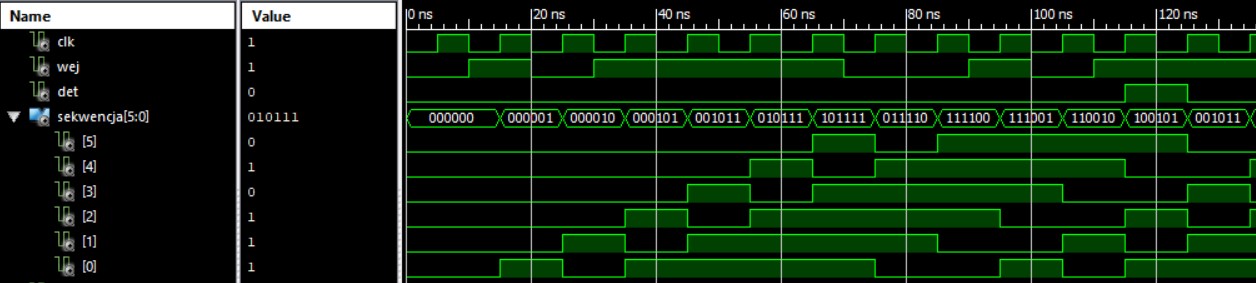 Name Value 0 ns 20 ns 40 ns 60 ns 80 ns 100 ns 120 ns
clk 1
wej 1
det 0
sekwencja[5:0] 010111 000000 000001 000010 000101 001011 010111 101111 011110 111100 111001 110010 100101 001011
[5] 0
[4] 1
[3] 0
[2] 1
[1] 1
[0] 1